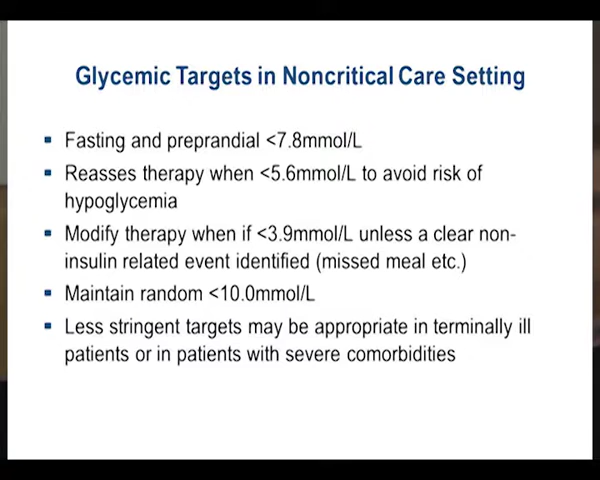 Glycemic Targets in Noncritical Care Setting
Fasting and preprandial <7.8mmol/L
Reasses therapy when <5.6mmol/L to avoid risk of
hypoglycemia
Modify therapy when if <3.9mmol/L unless a clear non-
insulin related event identified (missed meal etc.)
Maintain random <10.0mmol/L
Less stringent targets may be appropriate in terminally ill
patients or in patients with severe comorbidities